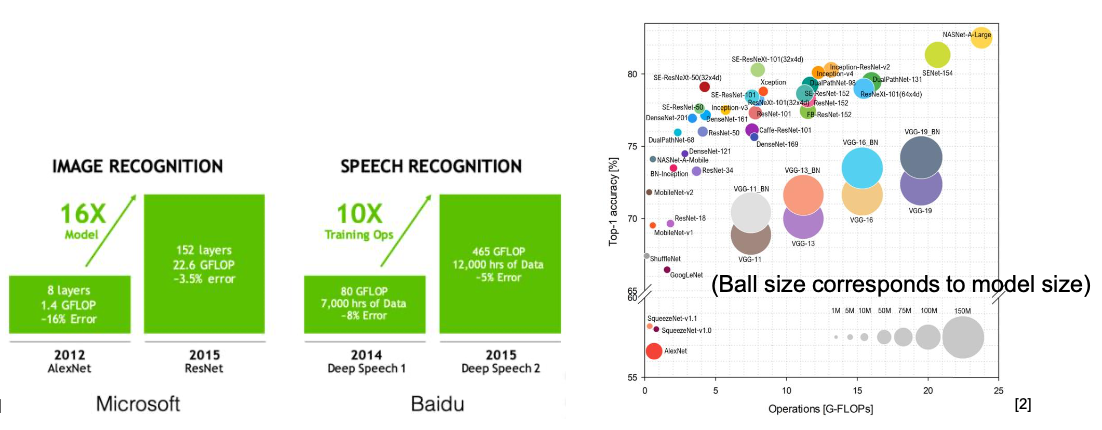 IMAGE RECOGNITION
16X
Model
8 layers
1.4 GFLOP
~16% Error
152 layers
22.6 GFLOP
~3.5% error
2012
AlexNet
2015
ResNet
Microsoft
SPEECH RECOGNITION
10X
Training Ops
80 GFLOP
7,000 hrs of Data
~8% Error
465 GFLOP
12,000 hrs of Data
~5% Error
2014
Deep Speech 1
2015
Deep Speech 2
Baidu
Top-1 accuracy [%]
80
75
70
65
60
55
NASNet-A-Large
SENet-154
SE-ResNeXt-101(32x4d)
Inception-ResNet-v2
Inception-v4
DualPathNet-131
SE-ResNeXt-50(32x4d)
Xception
DualPathNet-98
SE-ResNet-101
SE-ResNet-152
ResNeXt-101(64x4d)
ResNeXt-101(32x4d)
ResNet-152
SE-ResNet-50
Inception-v3
ResNet-101
FB-ResNet-152
DenseNet-201
DenseNet-161
ResNet-50
Caffe-ResNet-101
DualPathNet-68
DenseNet-169
DenseNet-121
NASNet-A-Mobile
BN-Inception
ResNet-34
VGG-16_BN
VGG-19_BN
MobileNet-v2
VGG-11_BN
VGG-13_BN
VGG-16
VGG-19
ResNet-18
MobileNet-v1
VGG-13
VGG-11
ShuffleNet
GoogLeNet
(Ball size corresponds to model size)
SqueezeNet-v1.1
SqueezeNet-v1.0
AlexNet
1M 5M 10M 50M 75M 100M 150M
0 5 10 15 20 25
Operations [G-FLOPs]
[2]